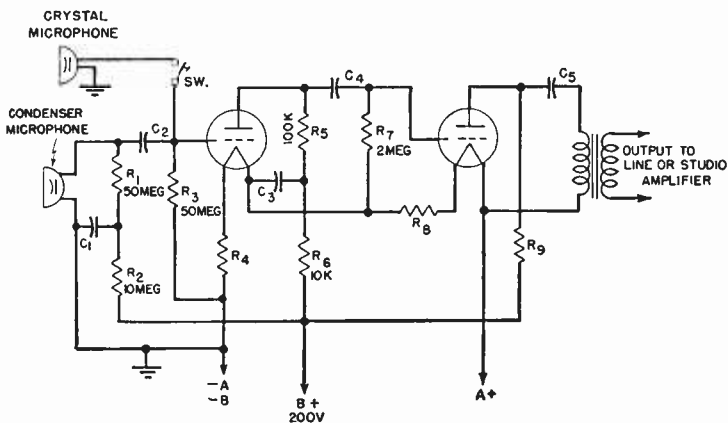 CRYSTAL
MICROPHONE
SW.
CONDENSER
MICROPHONE
C2
C4
C5
100K
R5
R7
2MEG
R1
50MEG
R3
50MEG
C3
C1
R8
OUTPUT TO
LINE OR STUDIO
AMPLIFIER
R2
10MEG
R4
R6
10K
R9
-A
-B
B+
200V
A+